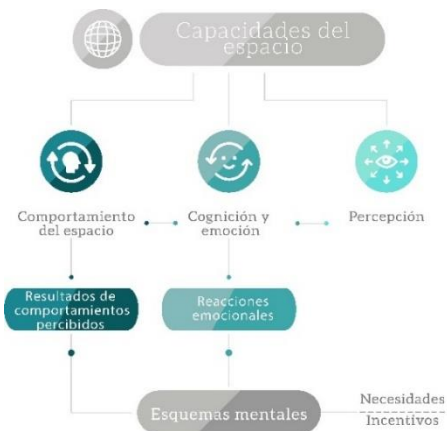 Capacidades del
espacio
Comportamiento
del espacio
Cognición y
emoción
Percepción
Resultados de
comportamientos
percibidos
Reacciones
emocionales
Esquemas mentales
Necesidades
Incentivos